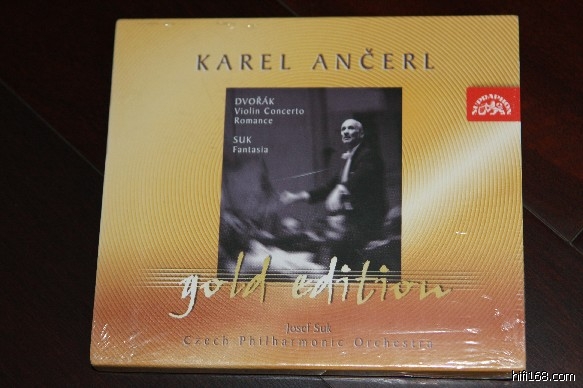 KAREL ANČERL
SUPRAPHON
DVOŘÁK
Violin Concerto
Romance
SUK
Fantasia
gold edition
Josef Suk
Czech Philharmonic Orchestra
hifi168.com